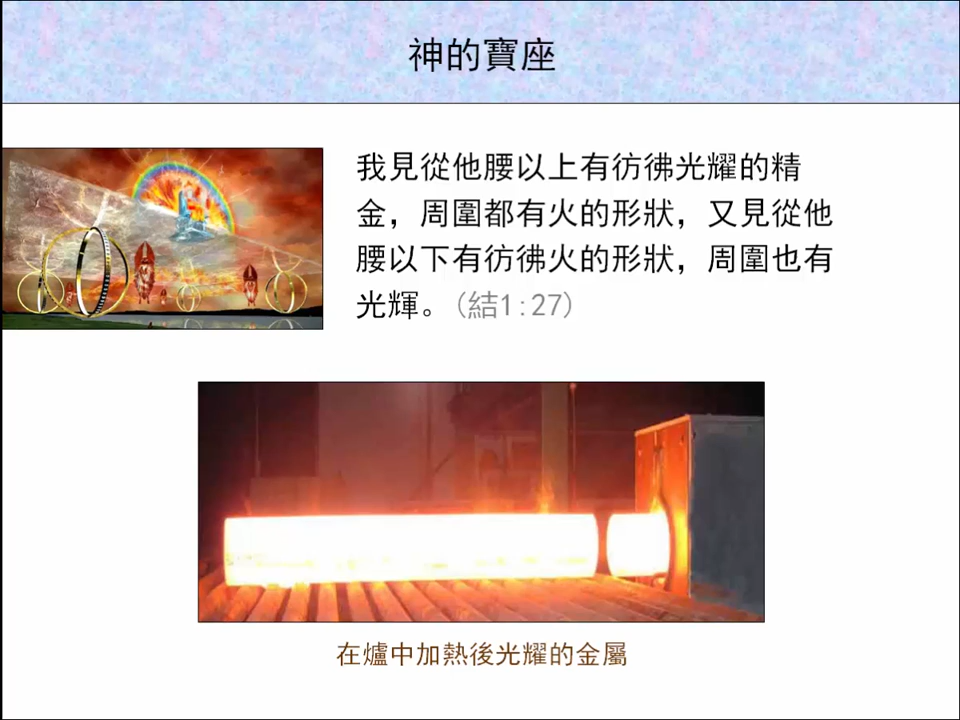 神的寶座
我見從他腰以上有彷彿光耀的精
金，周圍都有火的形狀，又見從他
腰以下有彷彿火的形狀，周圍也有
光輝。(結1:27)
在爐中加熱後光耀的金屬